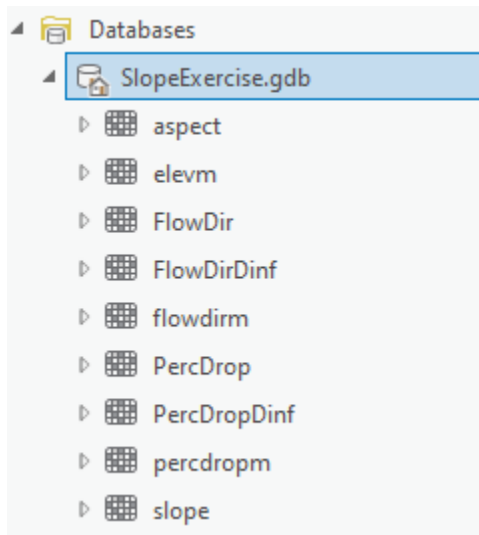 Databases
SlopeExercise.gdb
aspect
elevm
FlowDir
FlowDirDinf
flowdirm
PercDrop
PercDropDinf
percdropm
slope